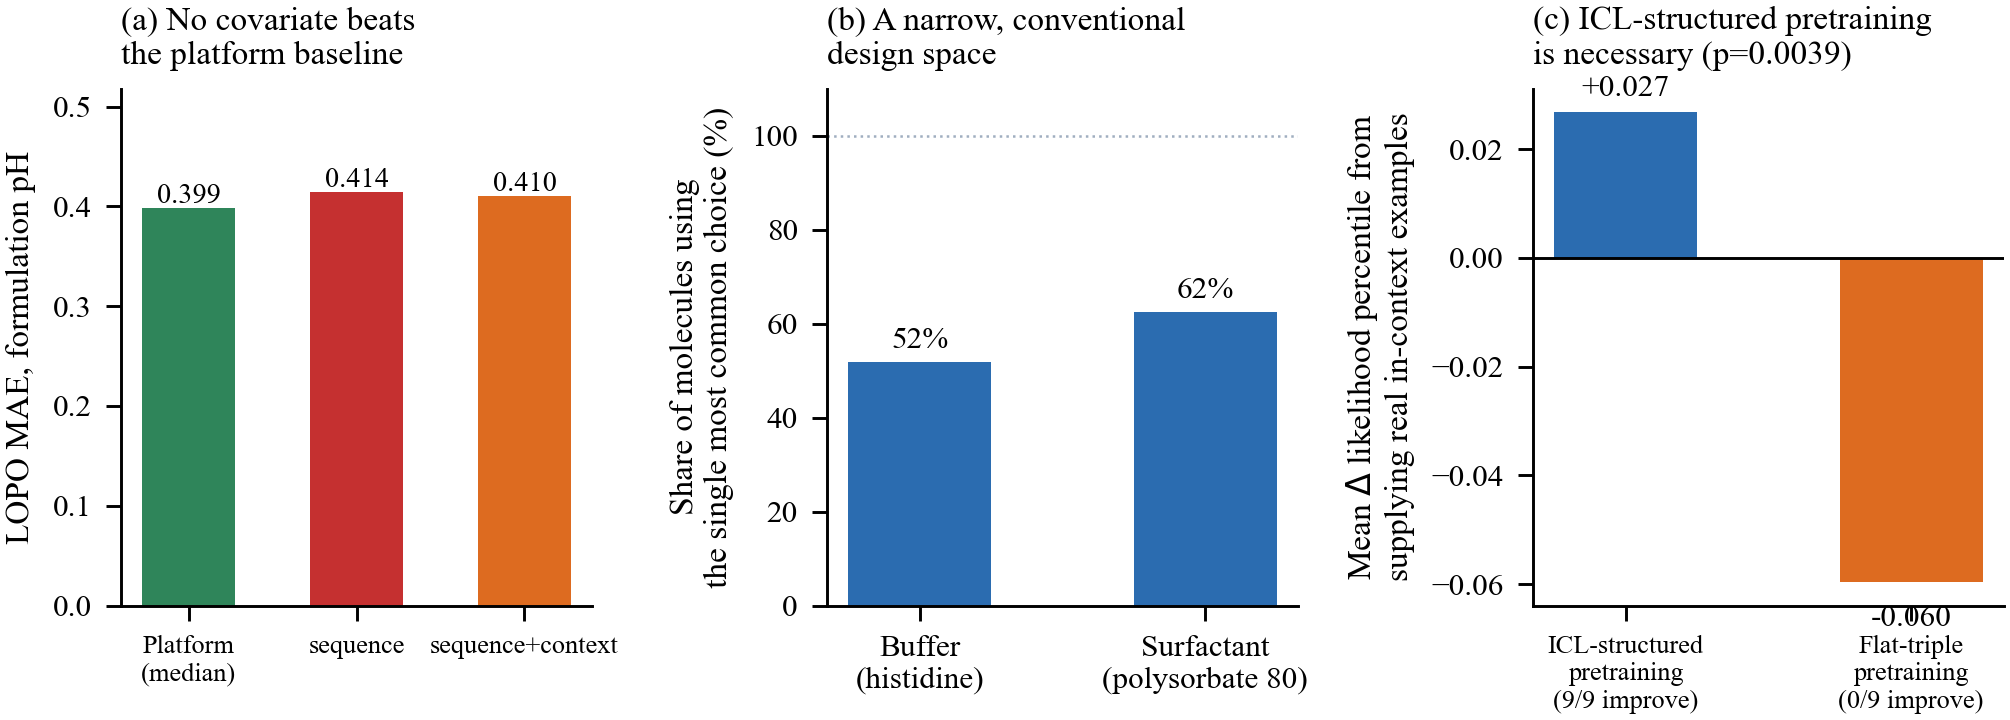 (a) No covariate beats
the platform baseline
LOPO MAE, formulation pH
0.5
0.4
0.3
0.2
0.1
0.0
0.399
0.414
0.410
Platform
(median)
sequence
sequence+context
(b) A narrow, conventional
design space
Share of molecules using
the single most common choice (%)
100
80
60
40
20
0
52%
62%
Buffer
(histidine)
Surfactant
(polysorbate 80)
(c) ICL-structured pretraining
is necessary (p=0.0039)
Mean Δ likelihood percentile from
supplying real in-context examples
0.02
0.00
−0.02
−0.04
−0.06
+0.027
-0.060
ICL-structured
pretraining
(9/9 improve)
Flat-triple
pretraining
(0/9 improve)